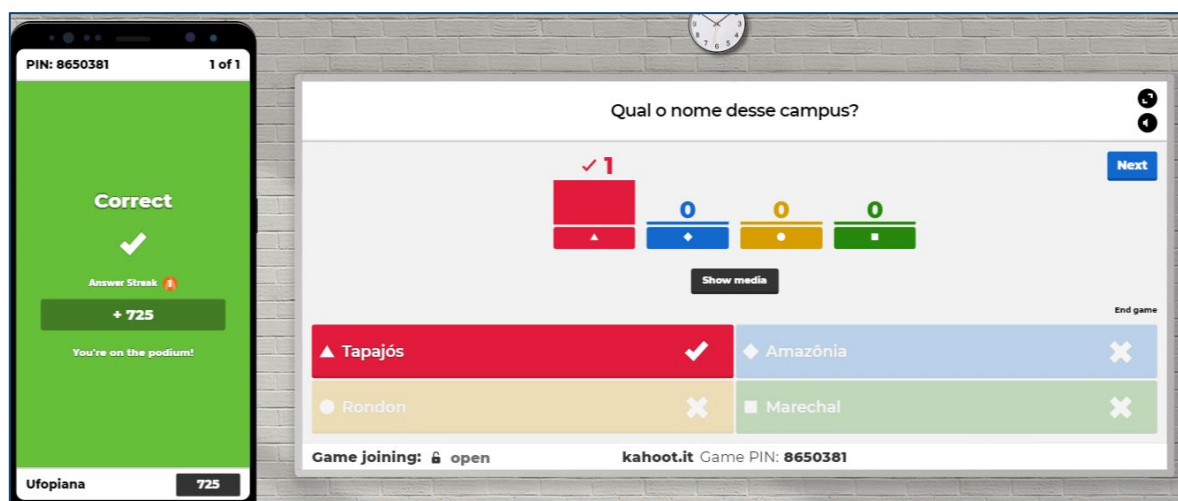 PIN: 8650381 1 of 1
Correct
Answer Streak 1
+ 725
You're on the podium!
Ufopiana 725
Qual o nome desse campus?
Next
1 0 0 0
Show media
End game
Tapajós
Amazônia
Rondon
Marechal
Game joining: open kahoot.it Game PIN: 8650381